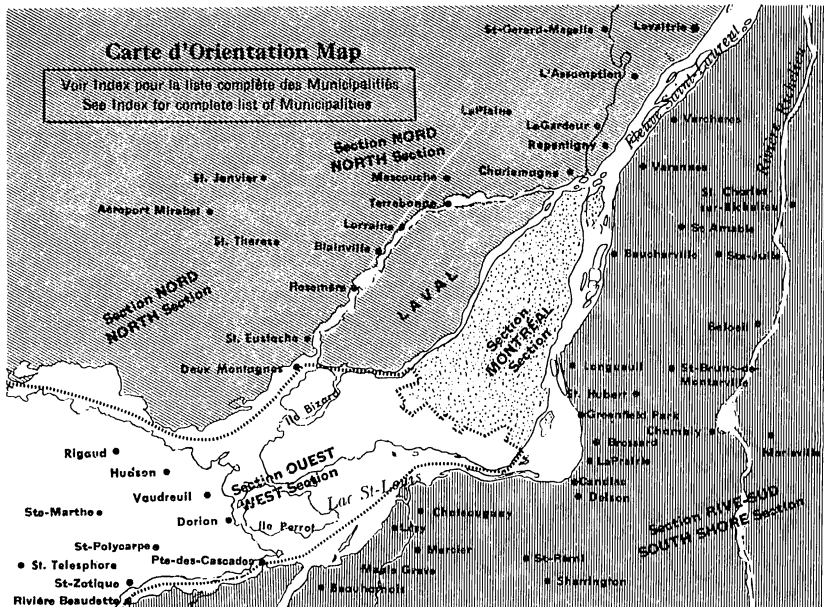 Carte d'Orientation Map
Voir Index pour la liste complète des Municipalités
See Index for complete list of Municipalities
St-Gerard-Magella
Lavaltrie
L'Assomption
LaPlaine
Fleuve Saint-Laurent
Rivière Richelieu
LeGardeur
Repentigny
Vercheres
Section NORD
NORTH Section
Charlemagne
Varennes
St. Janvier
Mascouche
St. Charles
sur-Richelieu
Aéroport Mirabel
Terrebonne
Lorraine
St Amable
St. Therese
Blainville
Boucherville
Ste-Julie
Rosemère
LAVAL
Section NORD
NORTH Section
Section
MONTRÉAL
Section
Beloeil
St. Eustache
Deux Montagnes
Longueuil
St-Bruno-de-
Montarville
Ile Bizard
St. Hubert
Greenfield Park
Chambly
Rigaud
Brossard
Marieville
Hudson
Section OUEST
WEST Section
LaPrairie
Vaudreuil
Lac St-Louis
Candiac
Delson
Ste-Marthe
Dorion
Ile Perrot
Chateauguay
Section RIVE-SUD
SOUTH SHORE Section
Léry
St-Polycarpe
Mercier
St. Telesphore
Pte-des-Cascades
St-Rémi
Maple Grove
St-Zotique
Beauharnois
Sherrington
Rivière Beaudette